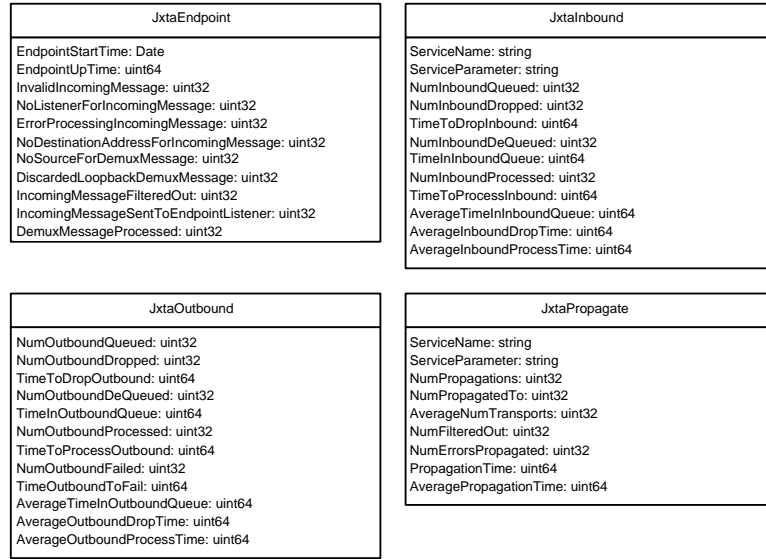 JxtaEndpoint
EndpointStartTime: Date
EndpointUpTime: uint64
InvalidIncomingMessage: uint32
NoListenerForIncomingMessage: uint32
ErrorProcessingIncomingMessage: uint32
NoDestinationAddressForIncomingMessage: uint32
NoSourceForDemuxMessage: uint32
DiscardedLoopbackDemuxMessage: uint32
IncomingMessageFilteredOut: uint32
IncomingMessageSentToEndpointListener: uint32
DemuxMessageProcessed: uint32
JxtaInbound
ServiceName: string
ServiceParameter: string
NumInboundQueued: uint32
NumInboundDropped: uint32
TimeToDropInbound: uint64
NumInboundDeQueued: uint32
TimeInInboundQueue: uint64
NumInboundProcessed: uint32
TimeToProcessInbound: uint64
AverageTimeInInboundQueue: uint64
AverageInboundDropTime: uint64
AverageInboundProcessTime: uint64
JxtaOutbound
NumOutboundQueued: uint32
NumOutboundDropped: uint32
TimeToDropOutbound: uint64
NumOutboundDeQueued: uint32
TimeInOutboundQueue: uint64
NumOutboundProcessed: uint32
TimeToProcessOutbound: uint64
NumOutboundFailed: uint32
TimeOutboundToFail: uint64
AverageTimeInOutboundQueue: uint64
AverageOutboundDropTime: uint64
AverageOutboundProcessTime: uint64
JxtaPropagate
ServiceName: string
ServiceParameter: string
NumPropagations: uint32
NumPropagatedTo: uint32
AverageNumTransports: uint32
NumFilteredOut: uint32
NumErrorsPropagated: uint32
PropagationTime: uint64
AveragePropagationTime: uint64